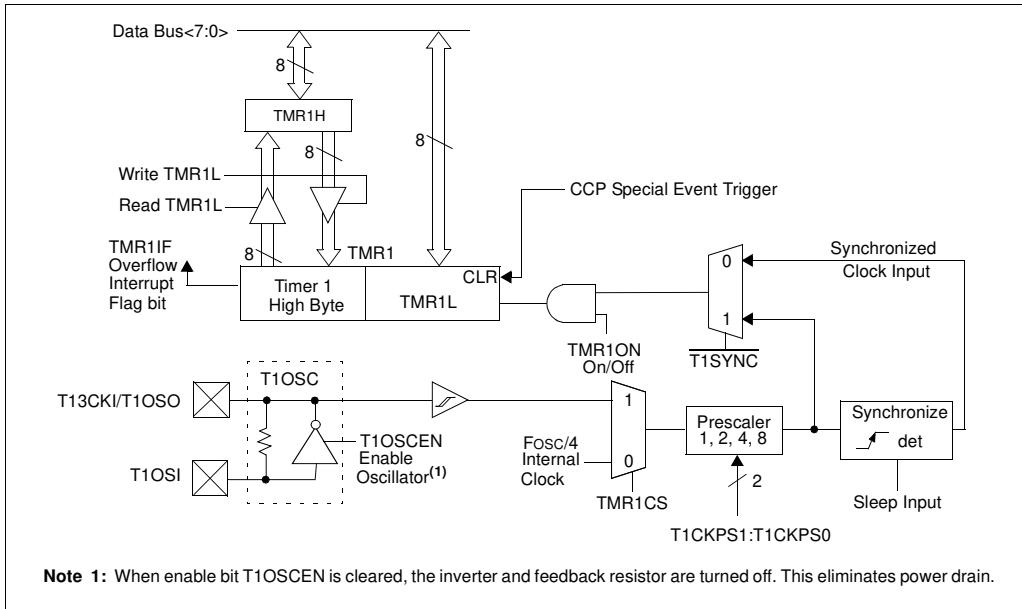 Data Bus<7:0>
8
TMR1H
8
8
Write TMR1L
CCP Special Event Trigger
Read TMR1L
TMR1IF
Overflow
Interrupt
Flag bit
8
TMR1
CLR
Timer 1
High Byte
TMR1L
0
1
Synchronized
Clock Input
TMR1ON
On/Off
T1SYNC
T1OSC
T13CKI/T1OSO
T1OSI
T1OSCEN
Enable
Oscillator(1)
1
0
FOSC/4
Internal
Clock
TMR1CS
Prescaler
1, 2, 4, 8
Synchronize
det
2
Sleep Input
T1CKPS1:T1CKPS0
Note 1: When enable bit T1OSCEN is cleared, the inverter and feedback resistor are turned off. This eliminates power drain.